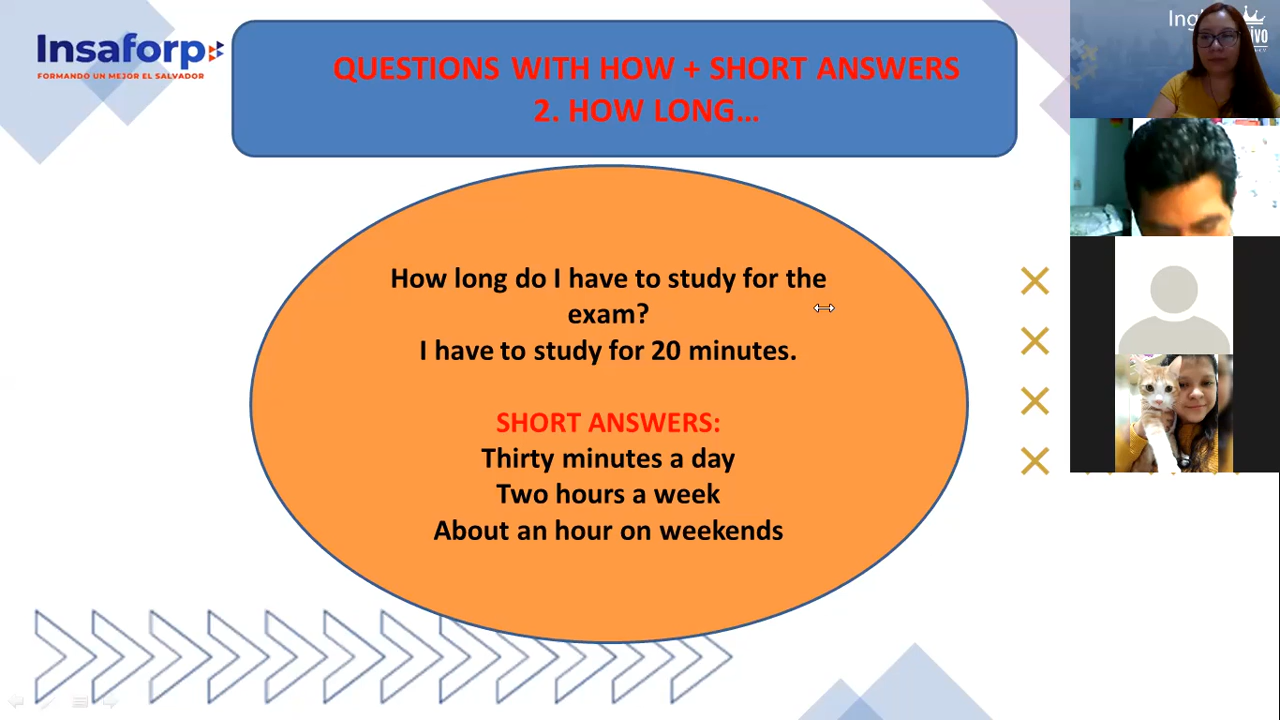 Insaforp
FORMANDO UN MEJOR EL SALVADOR
QUESTIONS WITH HOW + SHORT ANSWERS
2. HOW LONG...
How long do I have to study for the
exam?
I have to study for 20 minutes.
SHORT ANSWERS:
Thirty minutes a day
Two hours a week
About an hour on weekends